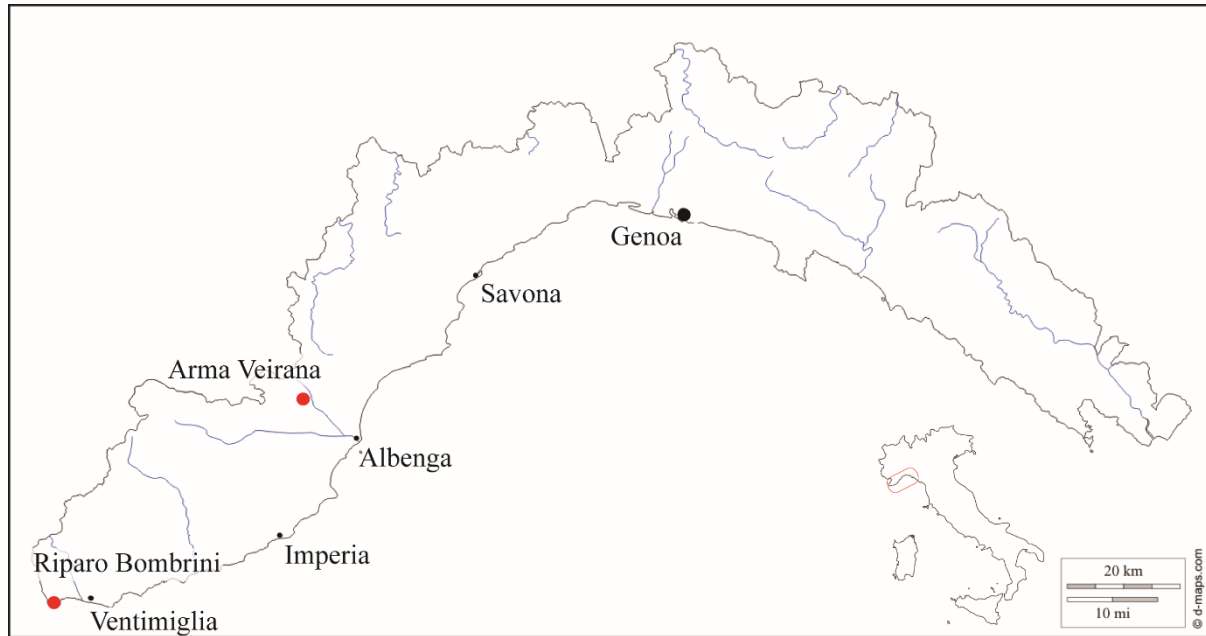 Genoa
Savona
Arma Veirana
Albenga
Imperia
Riparo Bombrini
Ventimiglia
20 km
10 mi
© d-maps.com